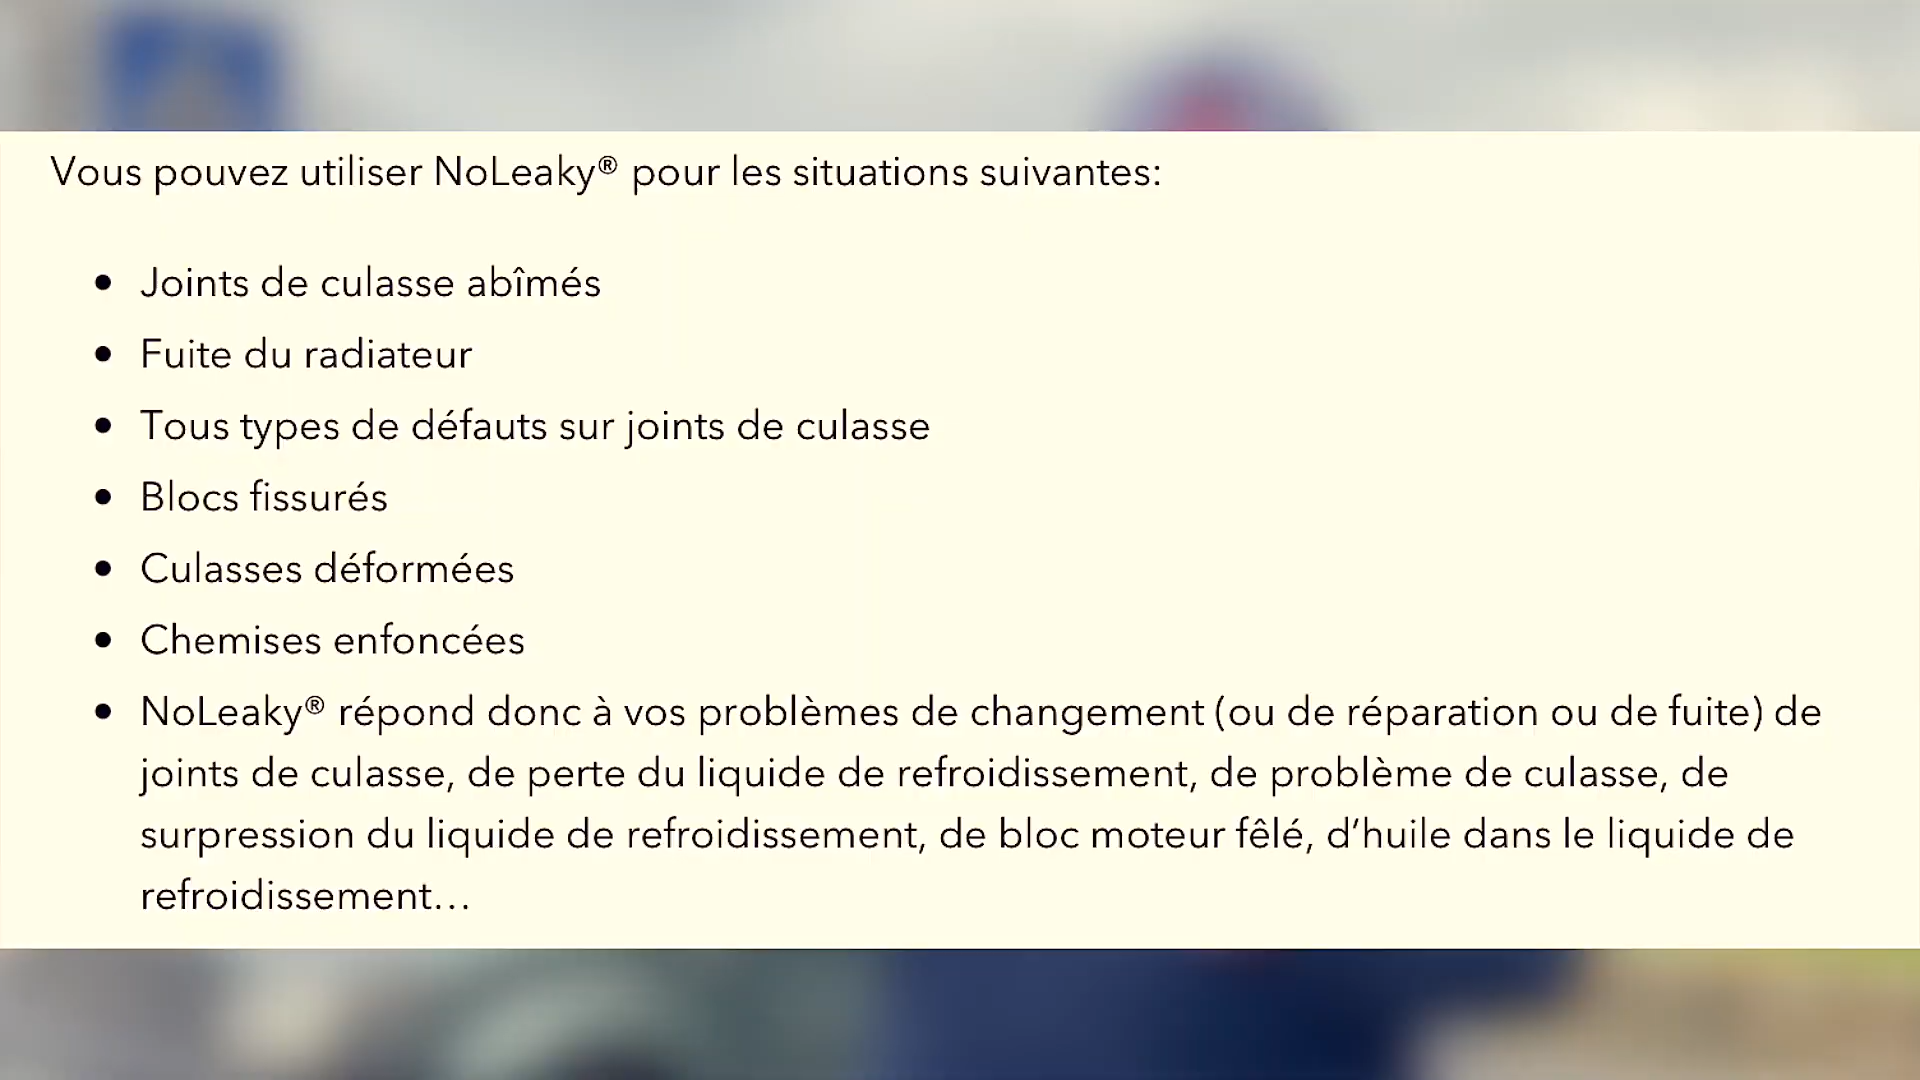 Vous pouvez utiliser NoLeaky® pour les situations suivantes:
• Joints de culasse abîmés
• Fuite du radiateur
• Tous types de défauts sur joints de culasse
• Blocs fissurés
• Culasses déformées
• Chemises enfoncées
• NoLeaky® répond donc à vos problèmes de changement (ou de réparation ou de fuite) de
joints de culasse, de perte du liquide de refroidissement, de problème de culasse, de
surpression du liquide de refroidissement, de bloc moteur fêlé, d’huile dans le liquide de
refroidissement…